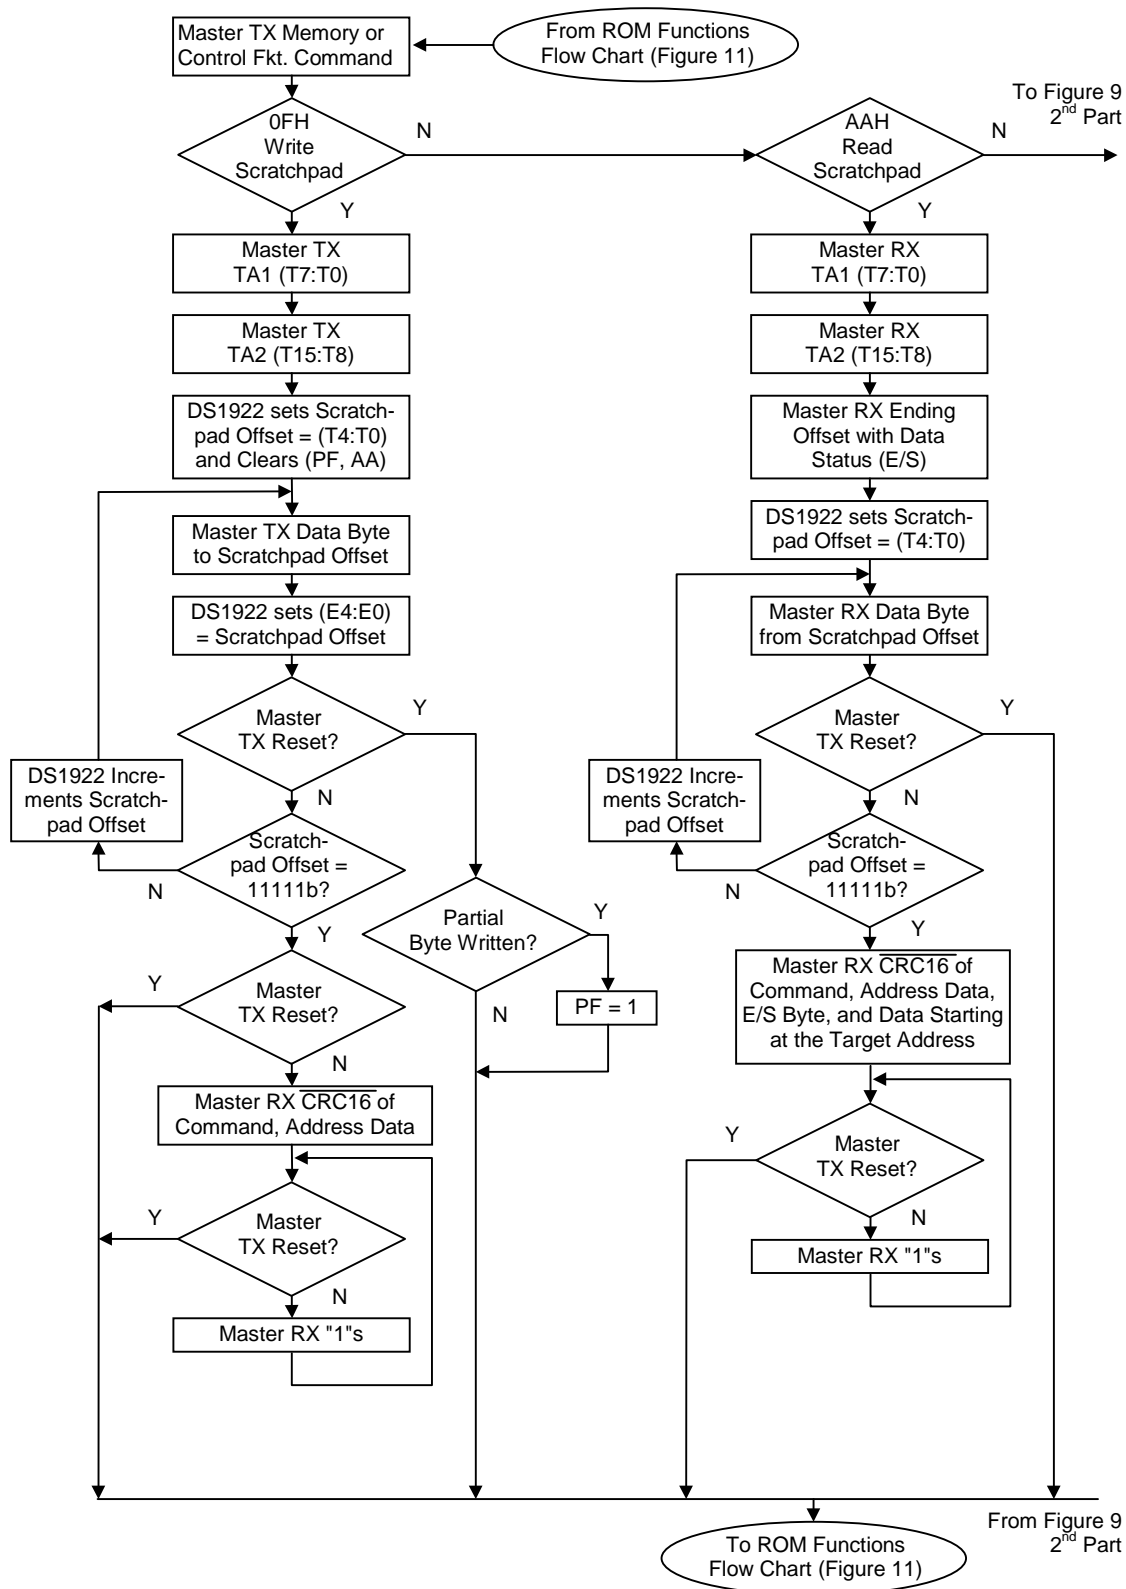 Master TX Memory or
Control Fkt. Command
From ROM Functions
Flow Chart (Figure 11)
To Figure 9
2nd Part
0FH
Write
Scratchpad
N
Y
AAH
Read
Scratchpad
N
Y
Master TX
TA1 (T7:T0)
Master TX
TA2 (T15:T8)
DS1922 sets Scratch-
pad Offset = (T4:T0)
and Clears (PF, AA)
Master TX Data Byte
to Scratchpad Offset
DS1922 sets (E4:E0)
= Scratchpad Offset
Master
TX Reset?
Y
N
DS1922 Incre-
ments Scratch-
pad Offset
Scratch-
pad Offset =
11111b?
N
Y
Partial
Byte Written?
Y
N
PF = 1
Master
TX Reset?
Y
N
Master RX CRC16 of
Command, Address Data
Master
TX Reset?
Y
N
Master RX "1"s
Master RX
TA1 (T7:T0)
Master RX
TA2 (T15:T8)
Master RX Ending
Offset with Data
Status (E/S)
DS1922 sets Scratch-
pad Offset = (T4:T0)
Master RX Data Byte
from Scratchpad Offset
Master
TX Reset?
Y
N
DS1922 Incre-
ments Scratch-
pad Offset
Scratch-
pad Offset =
11111b?
N
Y
Master RX CRC16 of
Command, Address Data,
E/S Byte, and Data Starting
at the Target Address
Master
TX Reset?
Y
N
Master RX "1"s
From Figure 9
2nd Part
To ROM Functions
Flow Chart (Figure 11)